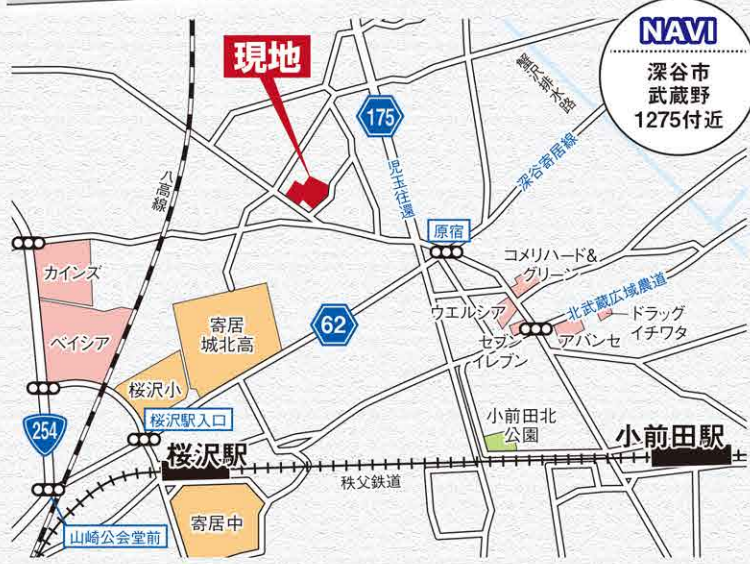 NAVI
深谷市
武蔵野
1275付近
現地
175
蟹沢排水路
深谷寄居線
児玉往還
八高線
原宿
コメリハード&
グリーン
カインズ
ウエルシア
北武蔵広域農道
ドラッグ
イチワタ
ベイシア
寄居
城北高
62
セブン
イレブン
アバンセ
桜沢小
254
桜沢駅入口
小前田北
公園
小前田駅
桜沢駅
秩父鉄道
寄居中
山崎公会堂前